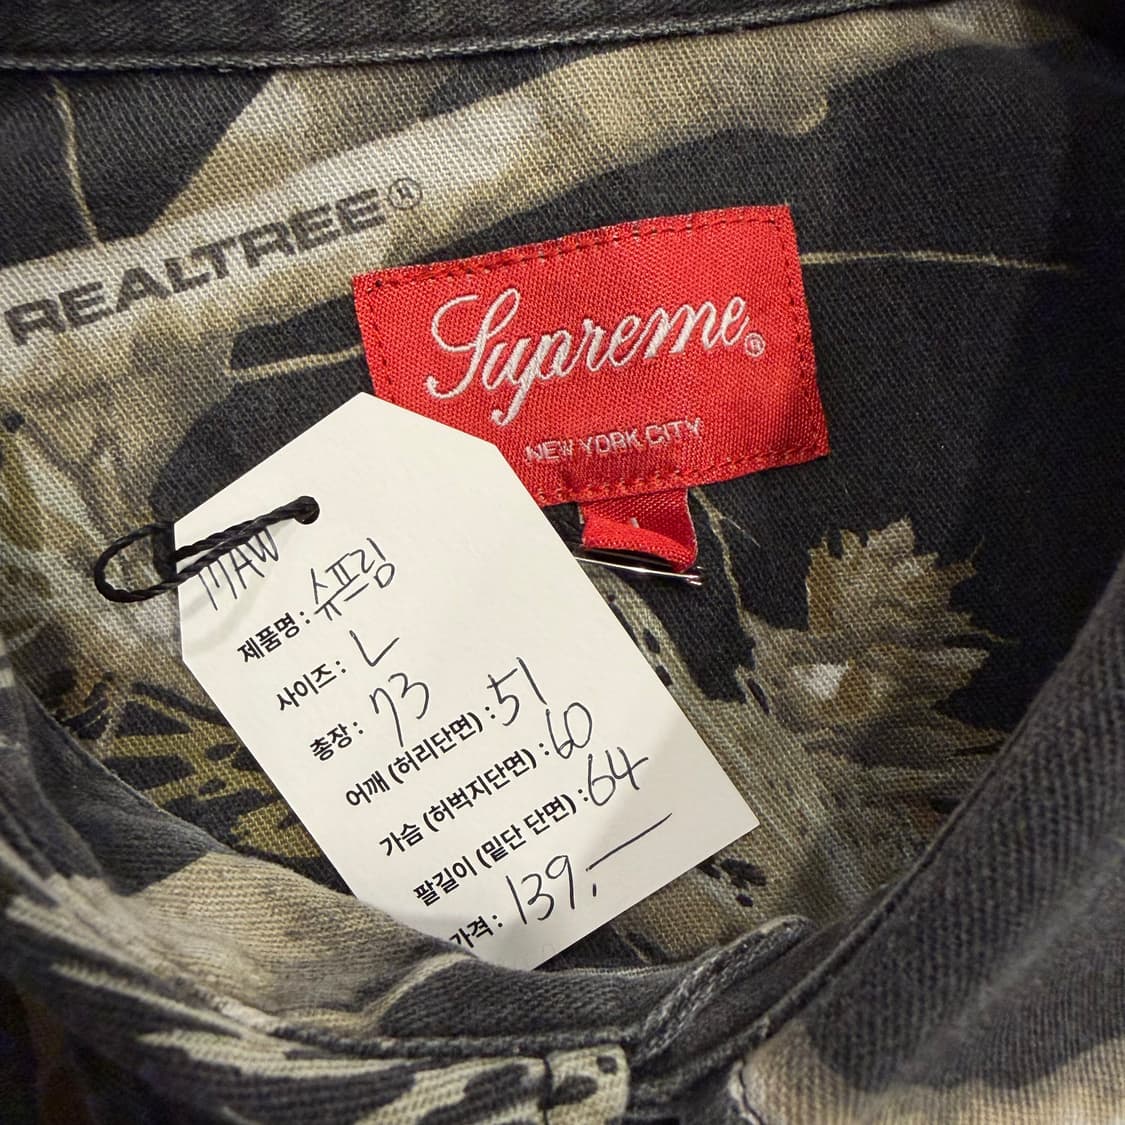 REALTREE®
Supreme®
NEW YORK CITY
MAW
제품명 : 슈프림
사이즈 : L
총장 : 73
어깨 (허리단면) : 51
가슴 (허벅지단면) : 60
팔길이 (밑단 단면) : 64
가격 : 139,—